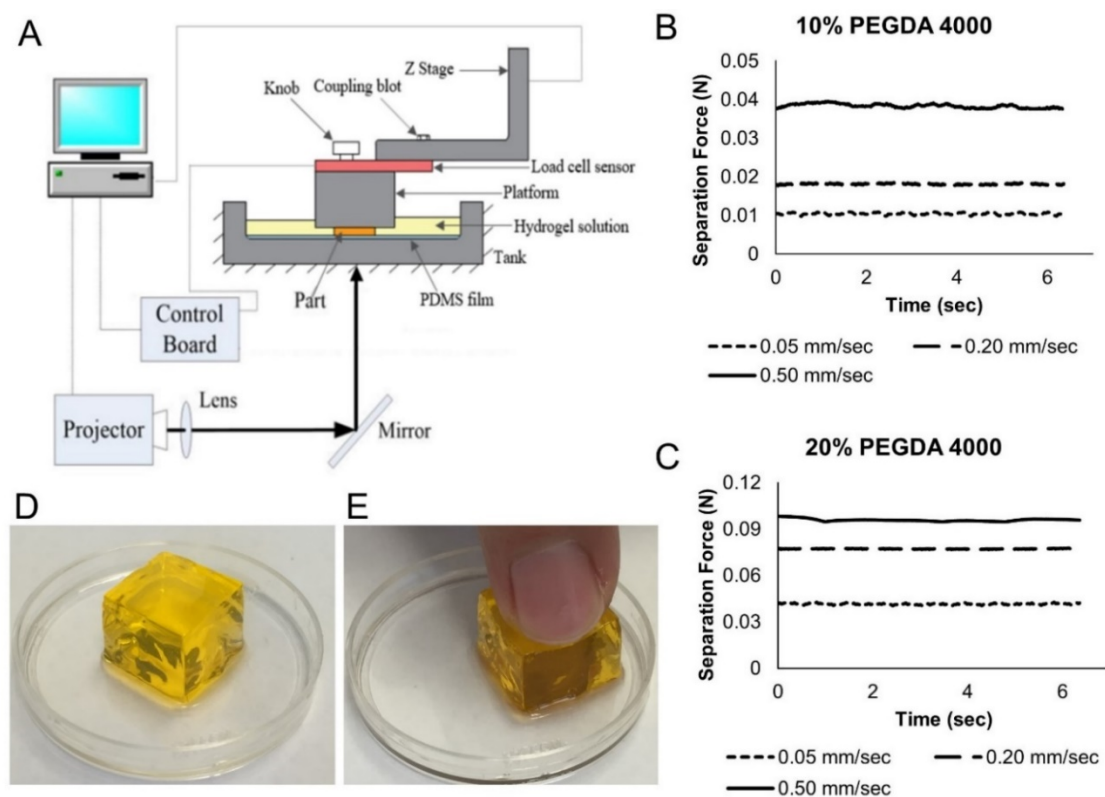 A
Z Stage
Coupling blot
Knob
Load cell sensor
Platform
Hydrogel solution
Tank
Part
PDMS film
Control
Board
Lens
Projector
Mirror
B
10% PEGDA 4000
Separation Force (N)
0.05
0.04
0.03
0.02
0.01
0
0 2 4 6
Time (sec)
0.05 mm/sec 0.20 mm/sec
0.50 mm/sec
C
20% PEGDA 4000
Separation Force (N)
0.12
0.09
0.06
0.03
0
0 2 4 6
Time (sec)
0.05 mm/sec 0.20 mm/sec
0.50 mm/sec
D
E